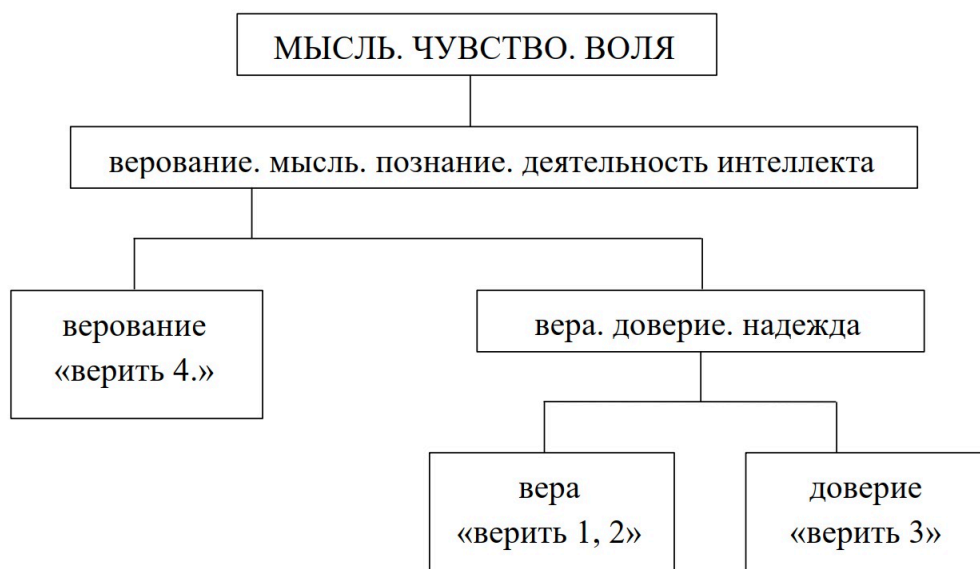 МЫСЛЬ. ЧУВСТВО. ВОЛЯ
верование. мысль. познание. деятельность интеллекта
верование
«верить 4.»
вера. доверие. надежда
вера
«верить 1, 2»
доверие
«верить 3»